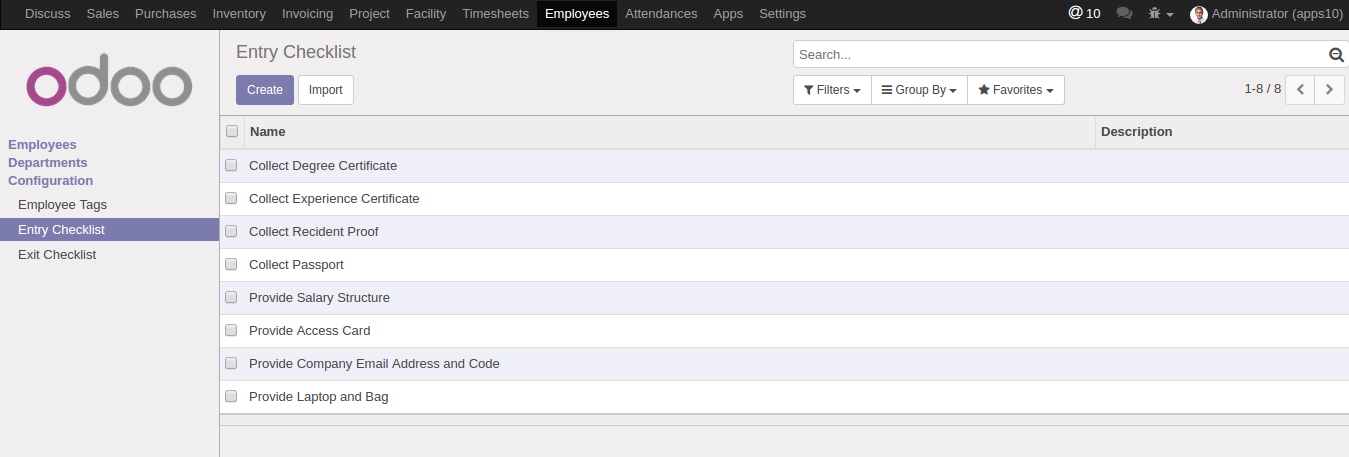 Discuss Sales Purchases Inventory Invoicing Project Facility Timesheets Employees Attendances Apps Settings @ 10 Administrator (apps10)
odoo
Entry Checklist
Search...
Create Import
Filters Group By Favorites 1-8 / 8
Employees
Departments
Configuration
Employee Tags
Entry Checklist
Exit Checklist
Name Description
Collect Degree Certificate
Collect Experience Certificate
Collect Recident Proof
Collect Passport
Provide Salary Structure
Provide Access Card
Provide Company Email Address and Code
Provide Laptop and Bag